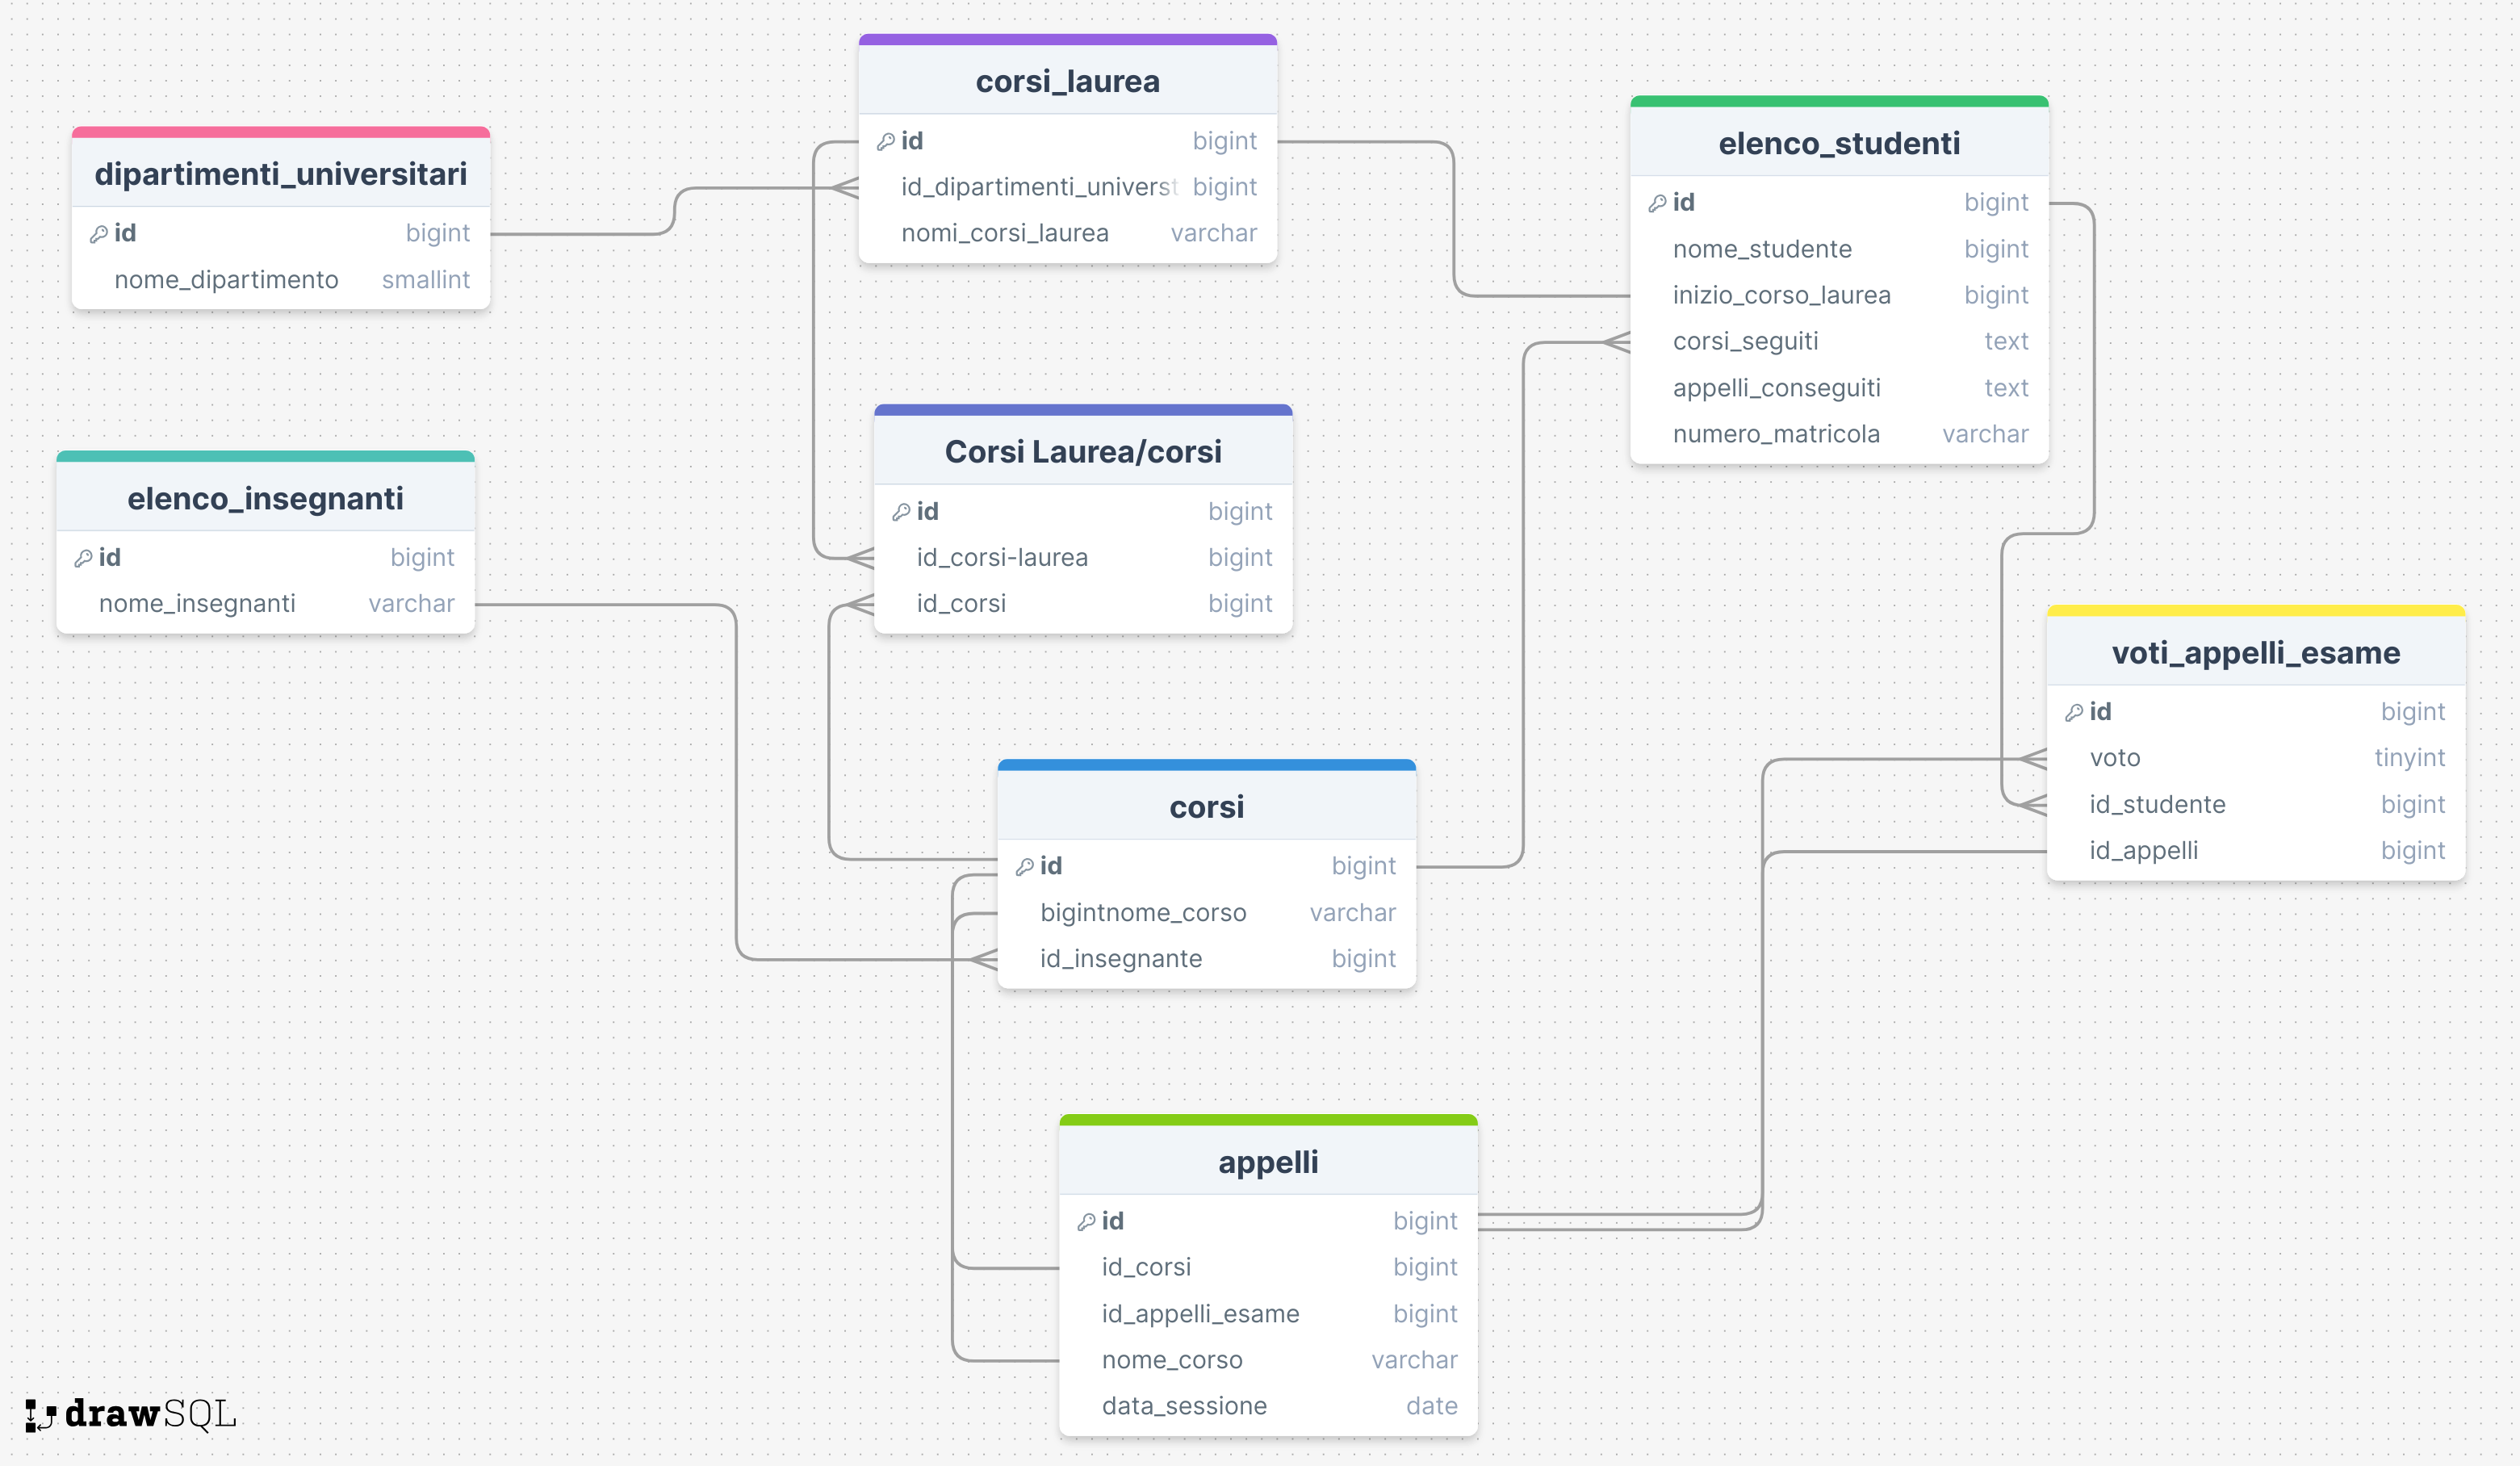 dipartimenti_universitari
id bigint
nome_dipartimento smallint
corsi_laurea
id bigint
id_dipartimenti_universt bigint
nomi_corsi_laurea varchar
elenco_studenti
id bigint
nome_studente bigint
inizio_corso_laurea bigint
corsi_seguiti text
appelli_conseguiti text
numero_matricola varchar
elenco_insegnanti
id bigint
nome_insegnanti varchar
Corsi Laurea/corsi
id bigint
id_corsi-laurea bigint
id_corsi bigint
voti_appelli_esame
id bigint
voto tinyint
id_studente bigint
id_appelli bigint
corsi
id bigint
bigintnome_corso varchar
id_insegnante bigint
appelli
id bigint
id_corsi bigint
id_appelli_esame bigint
nome_corso varchar
data_sessione date
drawSQL